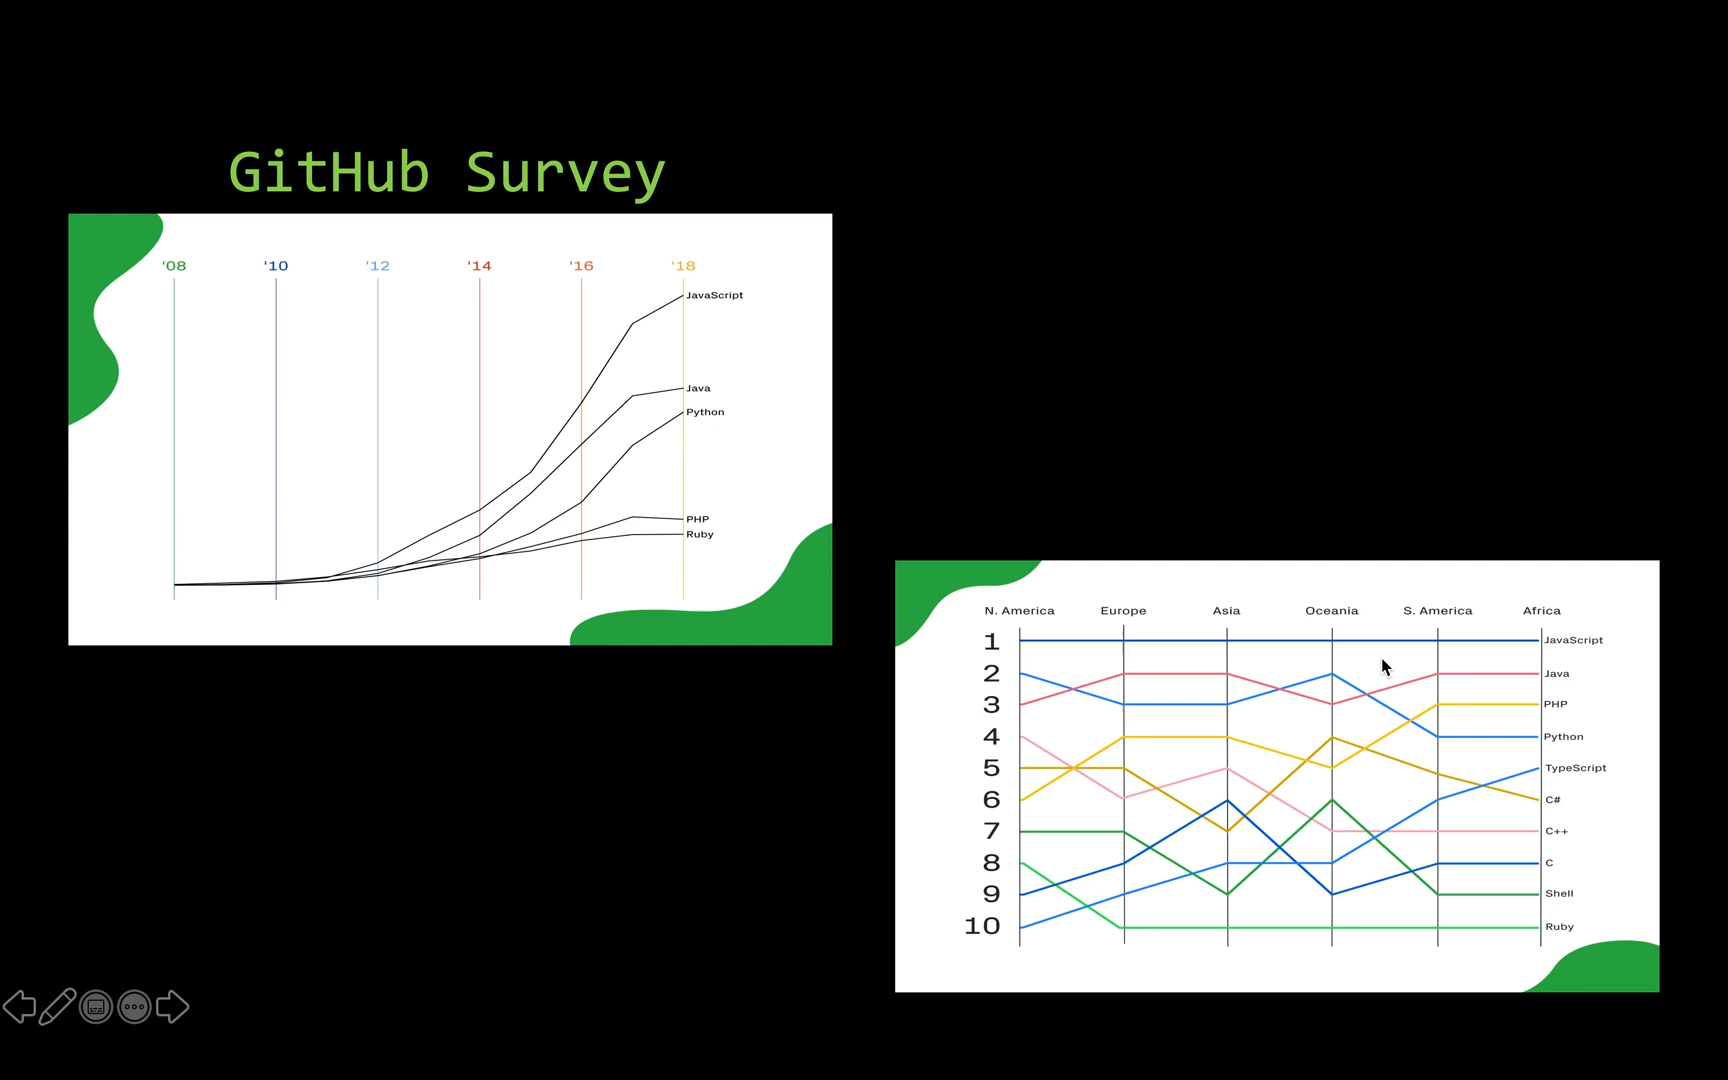 GitHub Survey
'08 '10 '12 '14 '16 '18
JavaScript
Java
Python
PHP
Ruby
N. America Europe Asia Oceania S. America Africa
1 JavaScript
2 Java
3 PHP
4 Python
5 TypeScript
6 C#
7 C++
8 C
9 Shell
10 Ruby